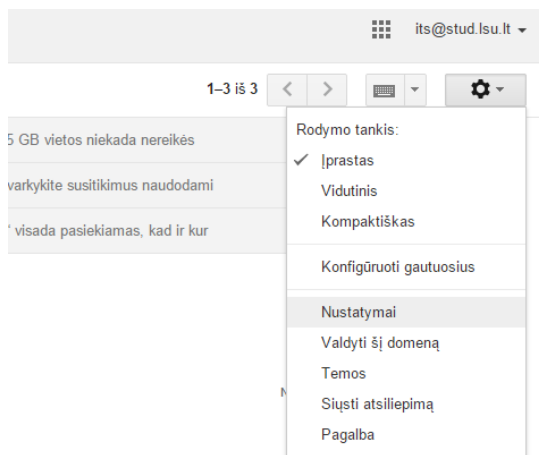 its@stud.lsu.lt
1–3 iš 3
5 GB vietos niekada nereikės
varkykite susitikimus naudodami
“ visada pasiekiamas, kad ir kur
Rodymo tankis:
✓ Įprastas
Vidutinis
Kompaktiškas
Konfigūruoti gautuosius
Nustatymai
Valdyti šį domeną
Temos
Siųsti atsiliepimą
Pagalba